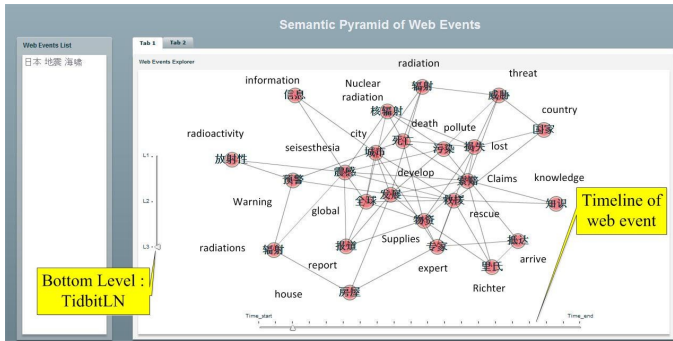 Semantic Pyramid of Web Events
Web Events List
Tab 1 Tab 2
日本 地震 海啸
Web Events Explorer
radiation
information
Nuclear
radiation
辐射
threat
威胁
信息
核辐射
country
国家
city
death
pollute
死亡
污染
损失
lost
radioactivity
放射性
seisesthesia
城市
L1
震感
develop
索赔
Claims
knowledge
预警
发展
救援
知识
L2
Warning
全球
global
物资
rescue
Timeline of
web event
L3
辐射
radiations
报道
Supplies
专家
抵达
report
expert
里氏
arrive
Richter
Bottom Level :
TidbitLN
house
房屋
Time_start
Time_end